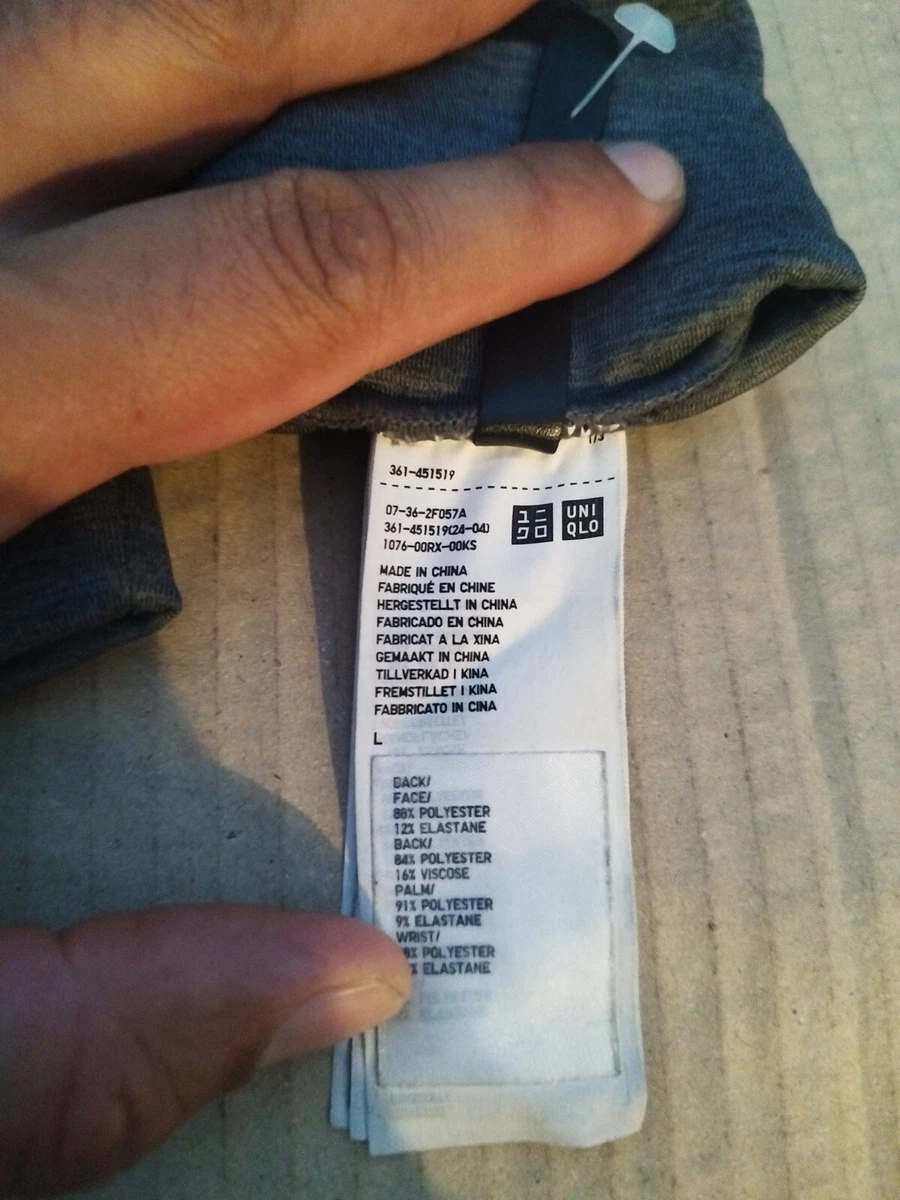 1/3
361-451519
07-36-2F057A
361-451519(24-04)
1076-00RX-00KS
ユニ
クロ
UNI
QLO
MADE IN CHINA
FABRIQUÉ EN CHINE
HERGESTELLT IN CHINA
FABRICADO EN CHINA
FABRICAT A LA XINA
GEMAAKT IN CHINA
TILLVERKAD I KINA
FREMSTILLET I KINA
FABBRICATO IN CINA
L
BACK/
FACE/
88% POLYESTER
12% ELASTANE
BACK/
84% POLYESTER
16% VISCOSE
PALM/
91% POLYESTER
9% ELASTANE
WRIST/
POLYESTER
ELASTANE